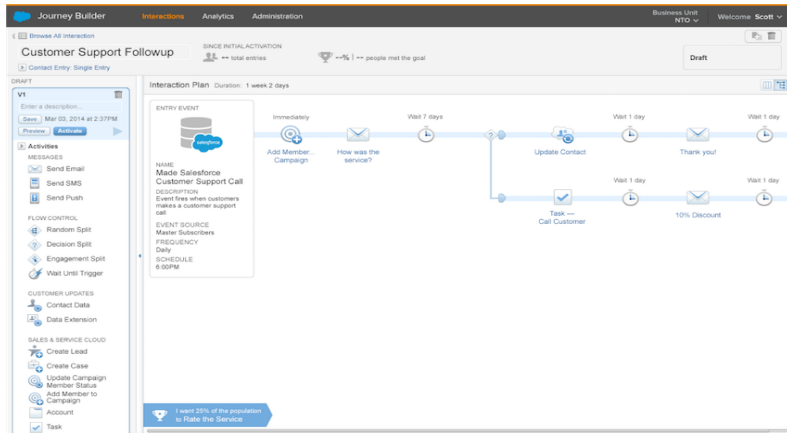 Journey Builder
Interactions
Analytics
Administration
Business Unit
NTO
Welcome Scott
Browse All Interaction
Customer Support Followup
Contact Entry: Single Entry
SINCE INITIAL ACTIVATION
-- total entries
--% | -- people met the goal
Draft
DRAFT
V1
Enter a description...
Save
Mar 03, 2014 at 2:37PM
Preview
Activate
Activities
MESSAGES
Send Email
Send SMS
Send Push
FLOW CONTROL
Random Split
Decision Split
Engagement Split
Wait Until Trigger
CUSTOMER UPDATES
Contact Data
Data Extension
SALES & SERVICE CLOUD
Create Lead
Create Case
Update Campaign
Member Status
Add Member to
Campaign
Account
Task
Interaction Plan Duration: 1 week 2 days
ENTRY EVENT
salesforce
NAME
Made Salesforce
Customer Support Call
DESCRIPTION
Event fires when customers
makes a customer support
call
EVENT SOURCE
Master Subscribers
FREQUENCY
Daily
SCHEDULE
6:00PM
Immediately
Add Member...
Campaign
How was the
service?
Wait 7 days
?
Update Contact
Wait 1 day
Thank you!
Wait 1 day
Task —
Call Customer
Wait 1 day
10% Discount
Wait 1 day
I want 25% of the population
to Rate the Service